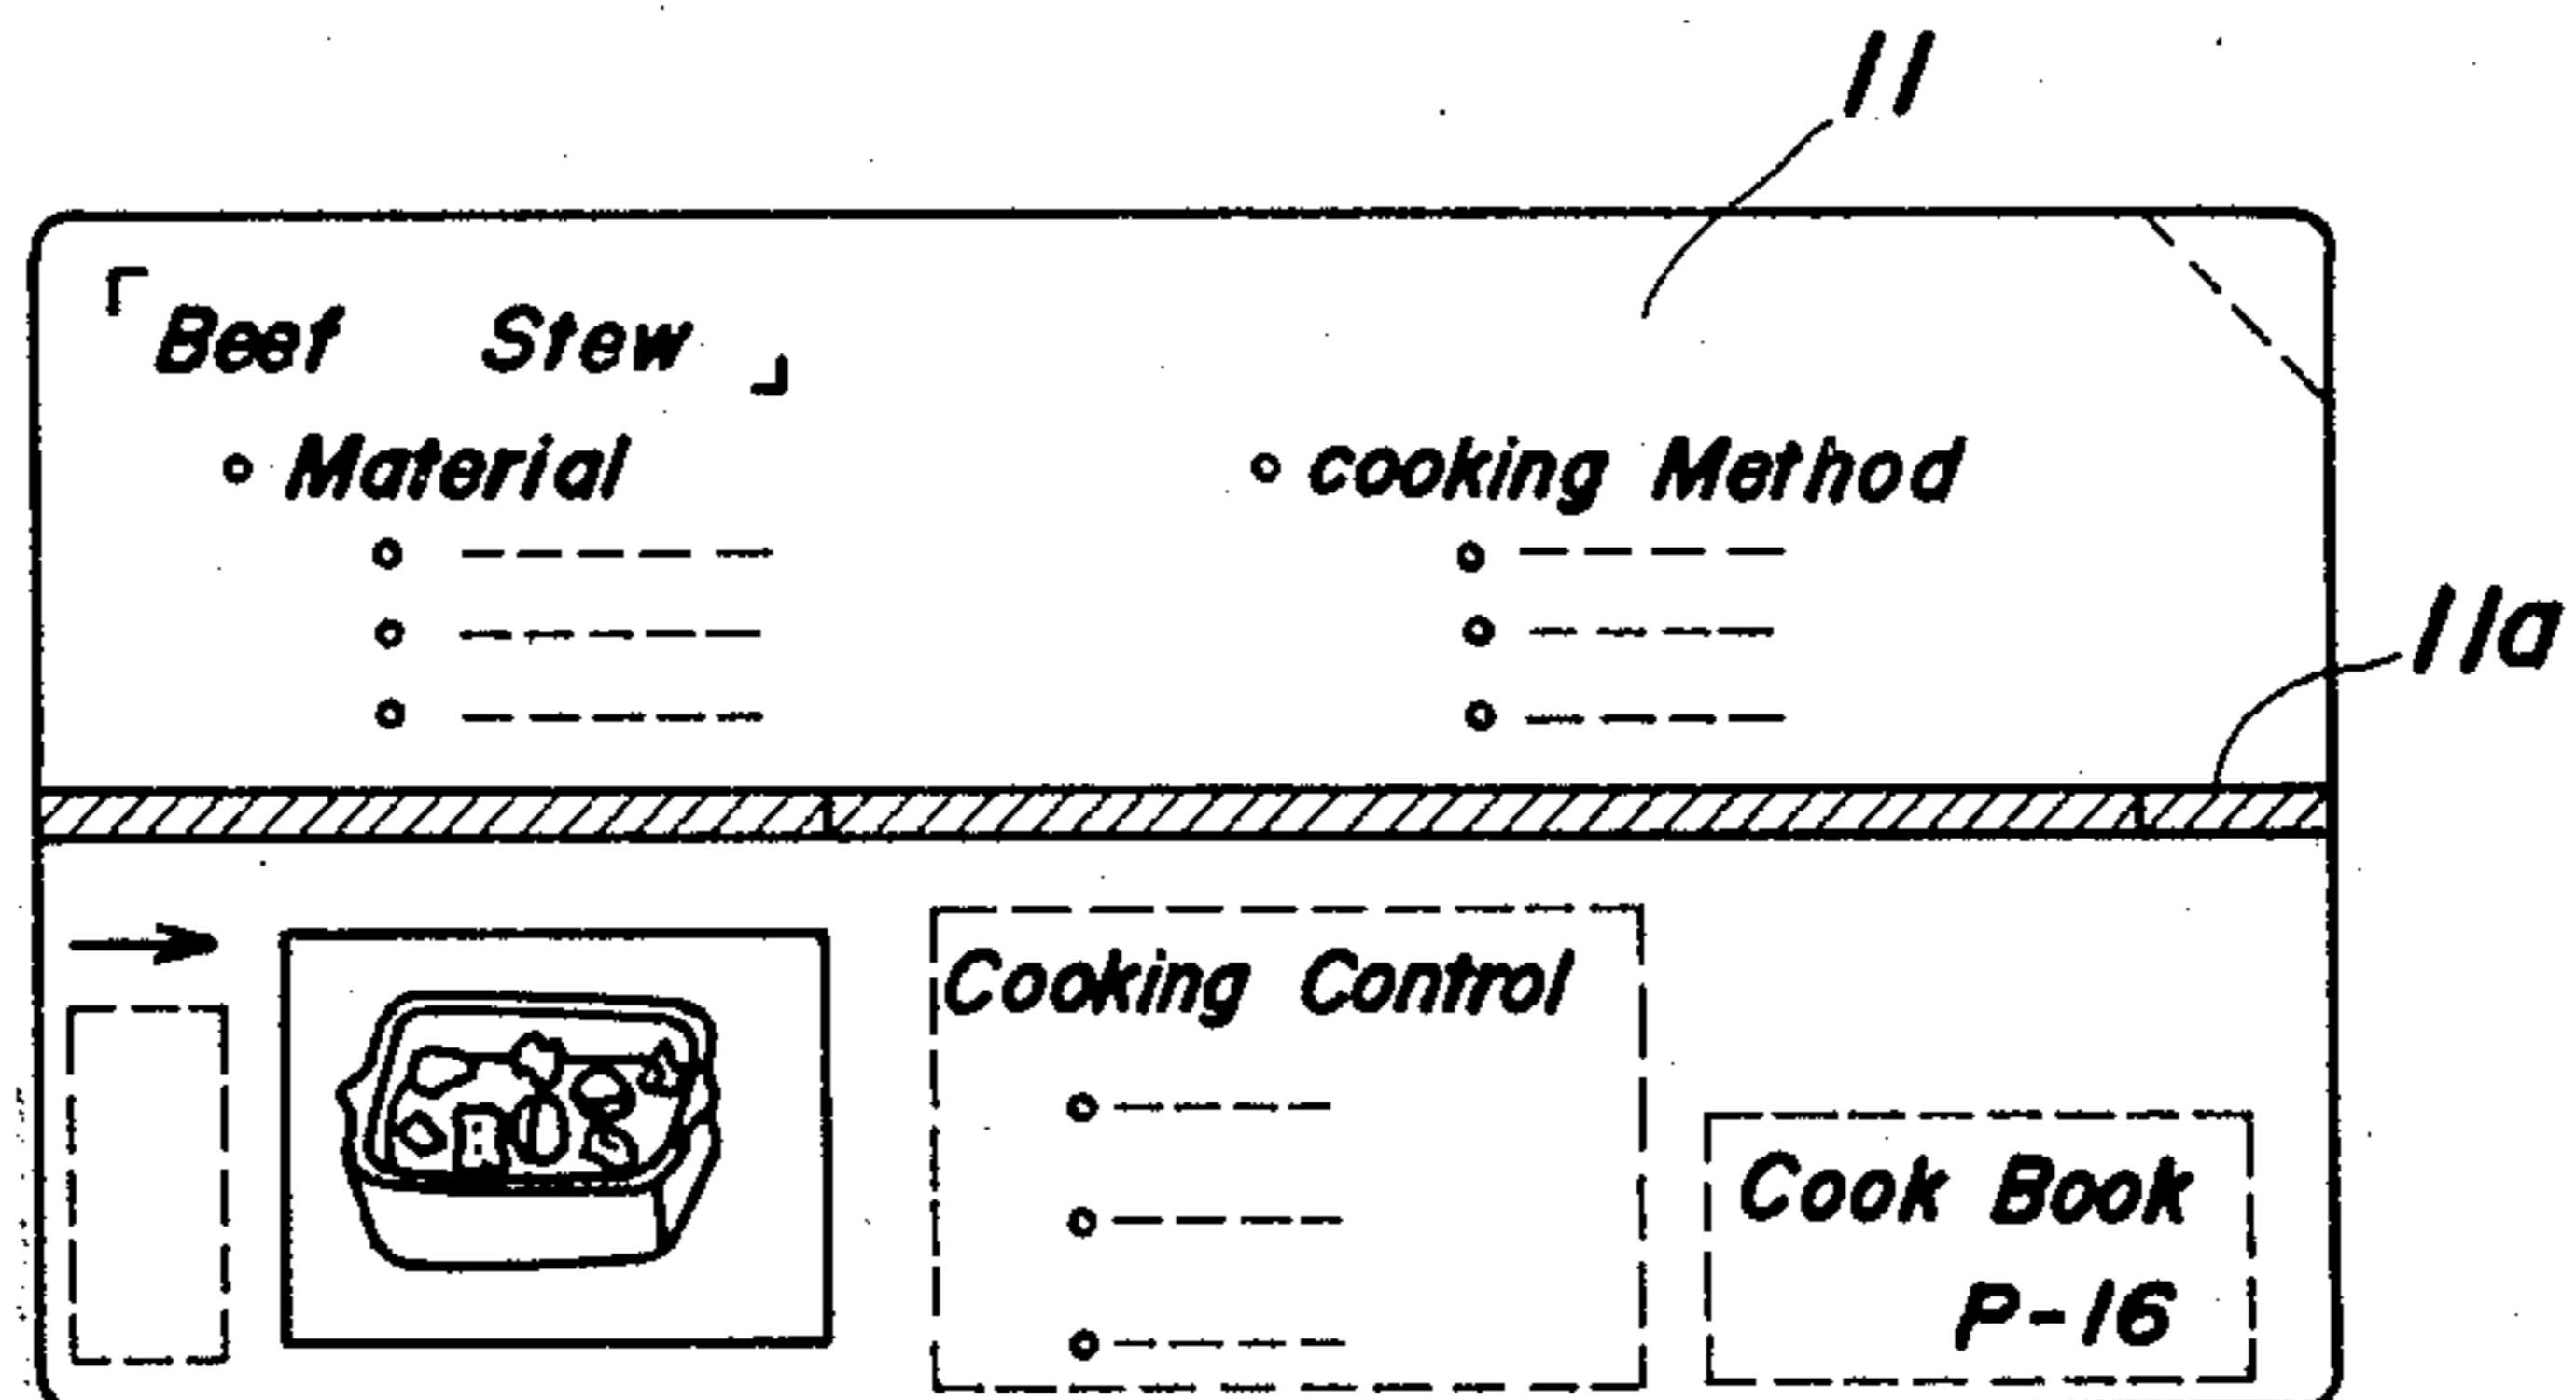 11
「Beef Stew」
○ Material
○ cooking Method
11a
Cooking Control
Cook Book
P-16